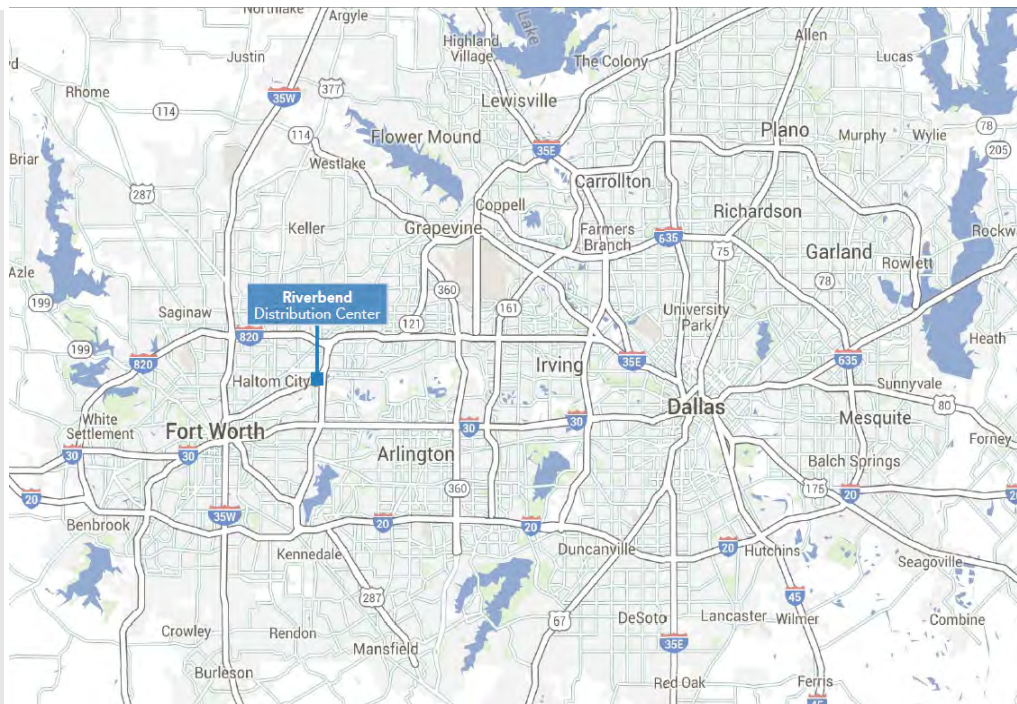 Northlake
Argyle
Highland
Village
Lake
The Colony
Allen
Lucas
Justin
377
35W
Rhome
114
114
Lewisville
Flower Mound
35E
Plano
Murphy
Wylie
78
205
Briar
287
Westlake
Carrollton
Coppell
Keller
Grapevine
Farmers
Branch
635
Richardson
75
Garland
78
Rowlett
Rockw
Azle
199
Riverbend
Distribution Center
360
161
121
University
Park
Saginaw
820
199
820
Haltom City
Irving
35E
635
Heath
Sunnyvale
80
White
Settlement
Fort Worth
30
30
Arlington
30
30
Dallas
Mesquite
Forney
Balch Springs
175
20
20
20
Benbrook
35W
360
20
20
20
Kennedale
Duncanville
Hutchins
Seagoville
287
67
DeSoto
Lancaster
45
Wilmer
Combine
Crowley
Rendon
Mansfield
35E
Burleson
Red Oak
Ferris
45